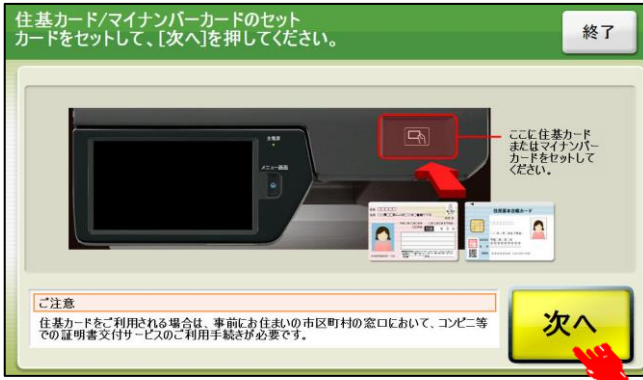 住基カード/マイナンバーカードのセット
カードをセットして、[次へ]を押してください。
終了
主電源
メニュー画面
ここに住基カード
またはマイナンバー
カードをセットして
ください。
住民基本台帳カード
ご注意
住基カードをご利用される場合は、事前にお住まいの市区町村の窓口において、コンビニ等
での証明書交付サービスのご利用手続きが必要です。
次へ